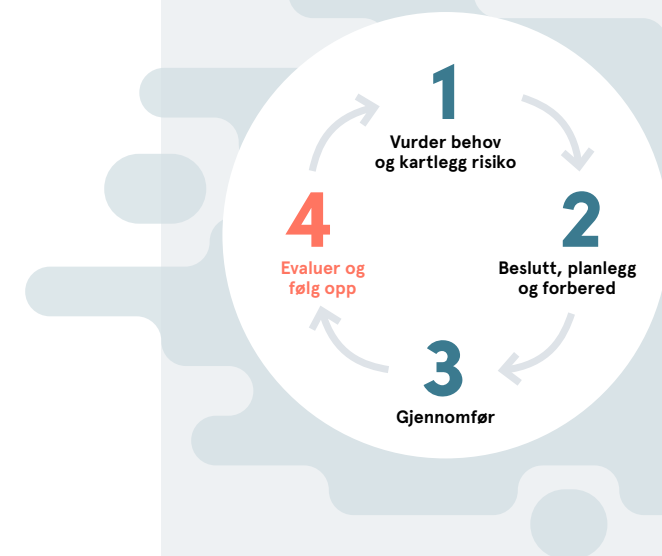 1
Vurder behov
og kartlegg risiko
2
Beslutt, planlegg
og forbered
3
Gjennomfør
4
Evaluer og
følg opp